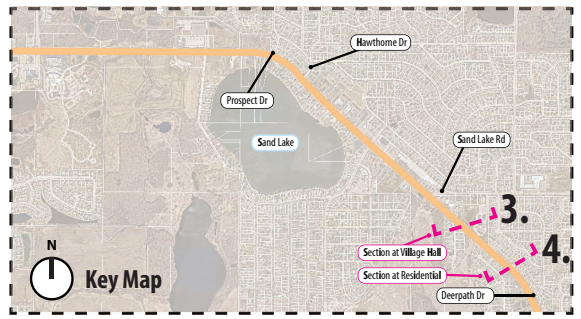 Hawthorne Dr
Prospect Dr
Sand Lake
Sand Lake Rd
3.
Section at Village Hall
4.
Section at Residential
Deerpath Dr
N
Key Map